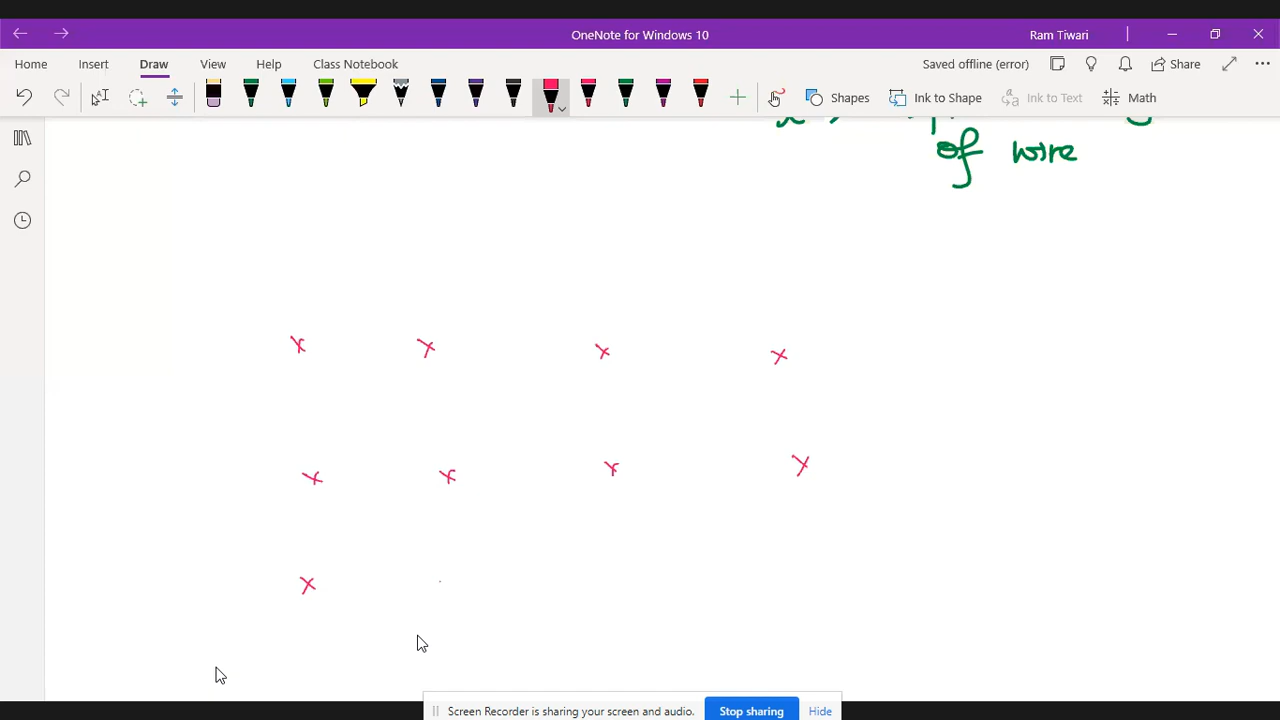 OneNote for Windows 10
Ram Tiwari
Home
Insert
Draw
View
Help
Class Notebook
Saved offline (error)
Share
Shapes
Ink to Shape
Ink to Text
Math
of wire
x x x x
x x x x
x
Screen Recorder is sharing your screen and audio.
Stop sharing
Hide